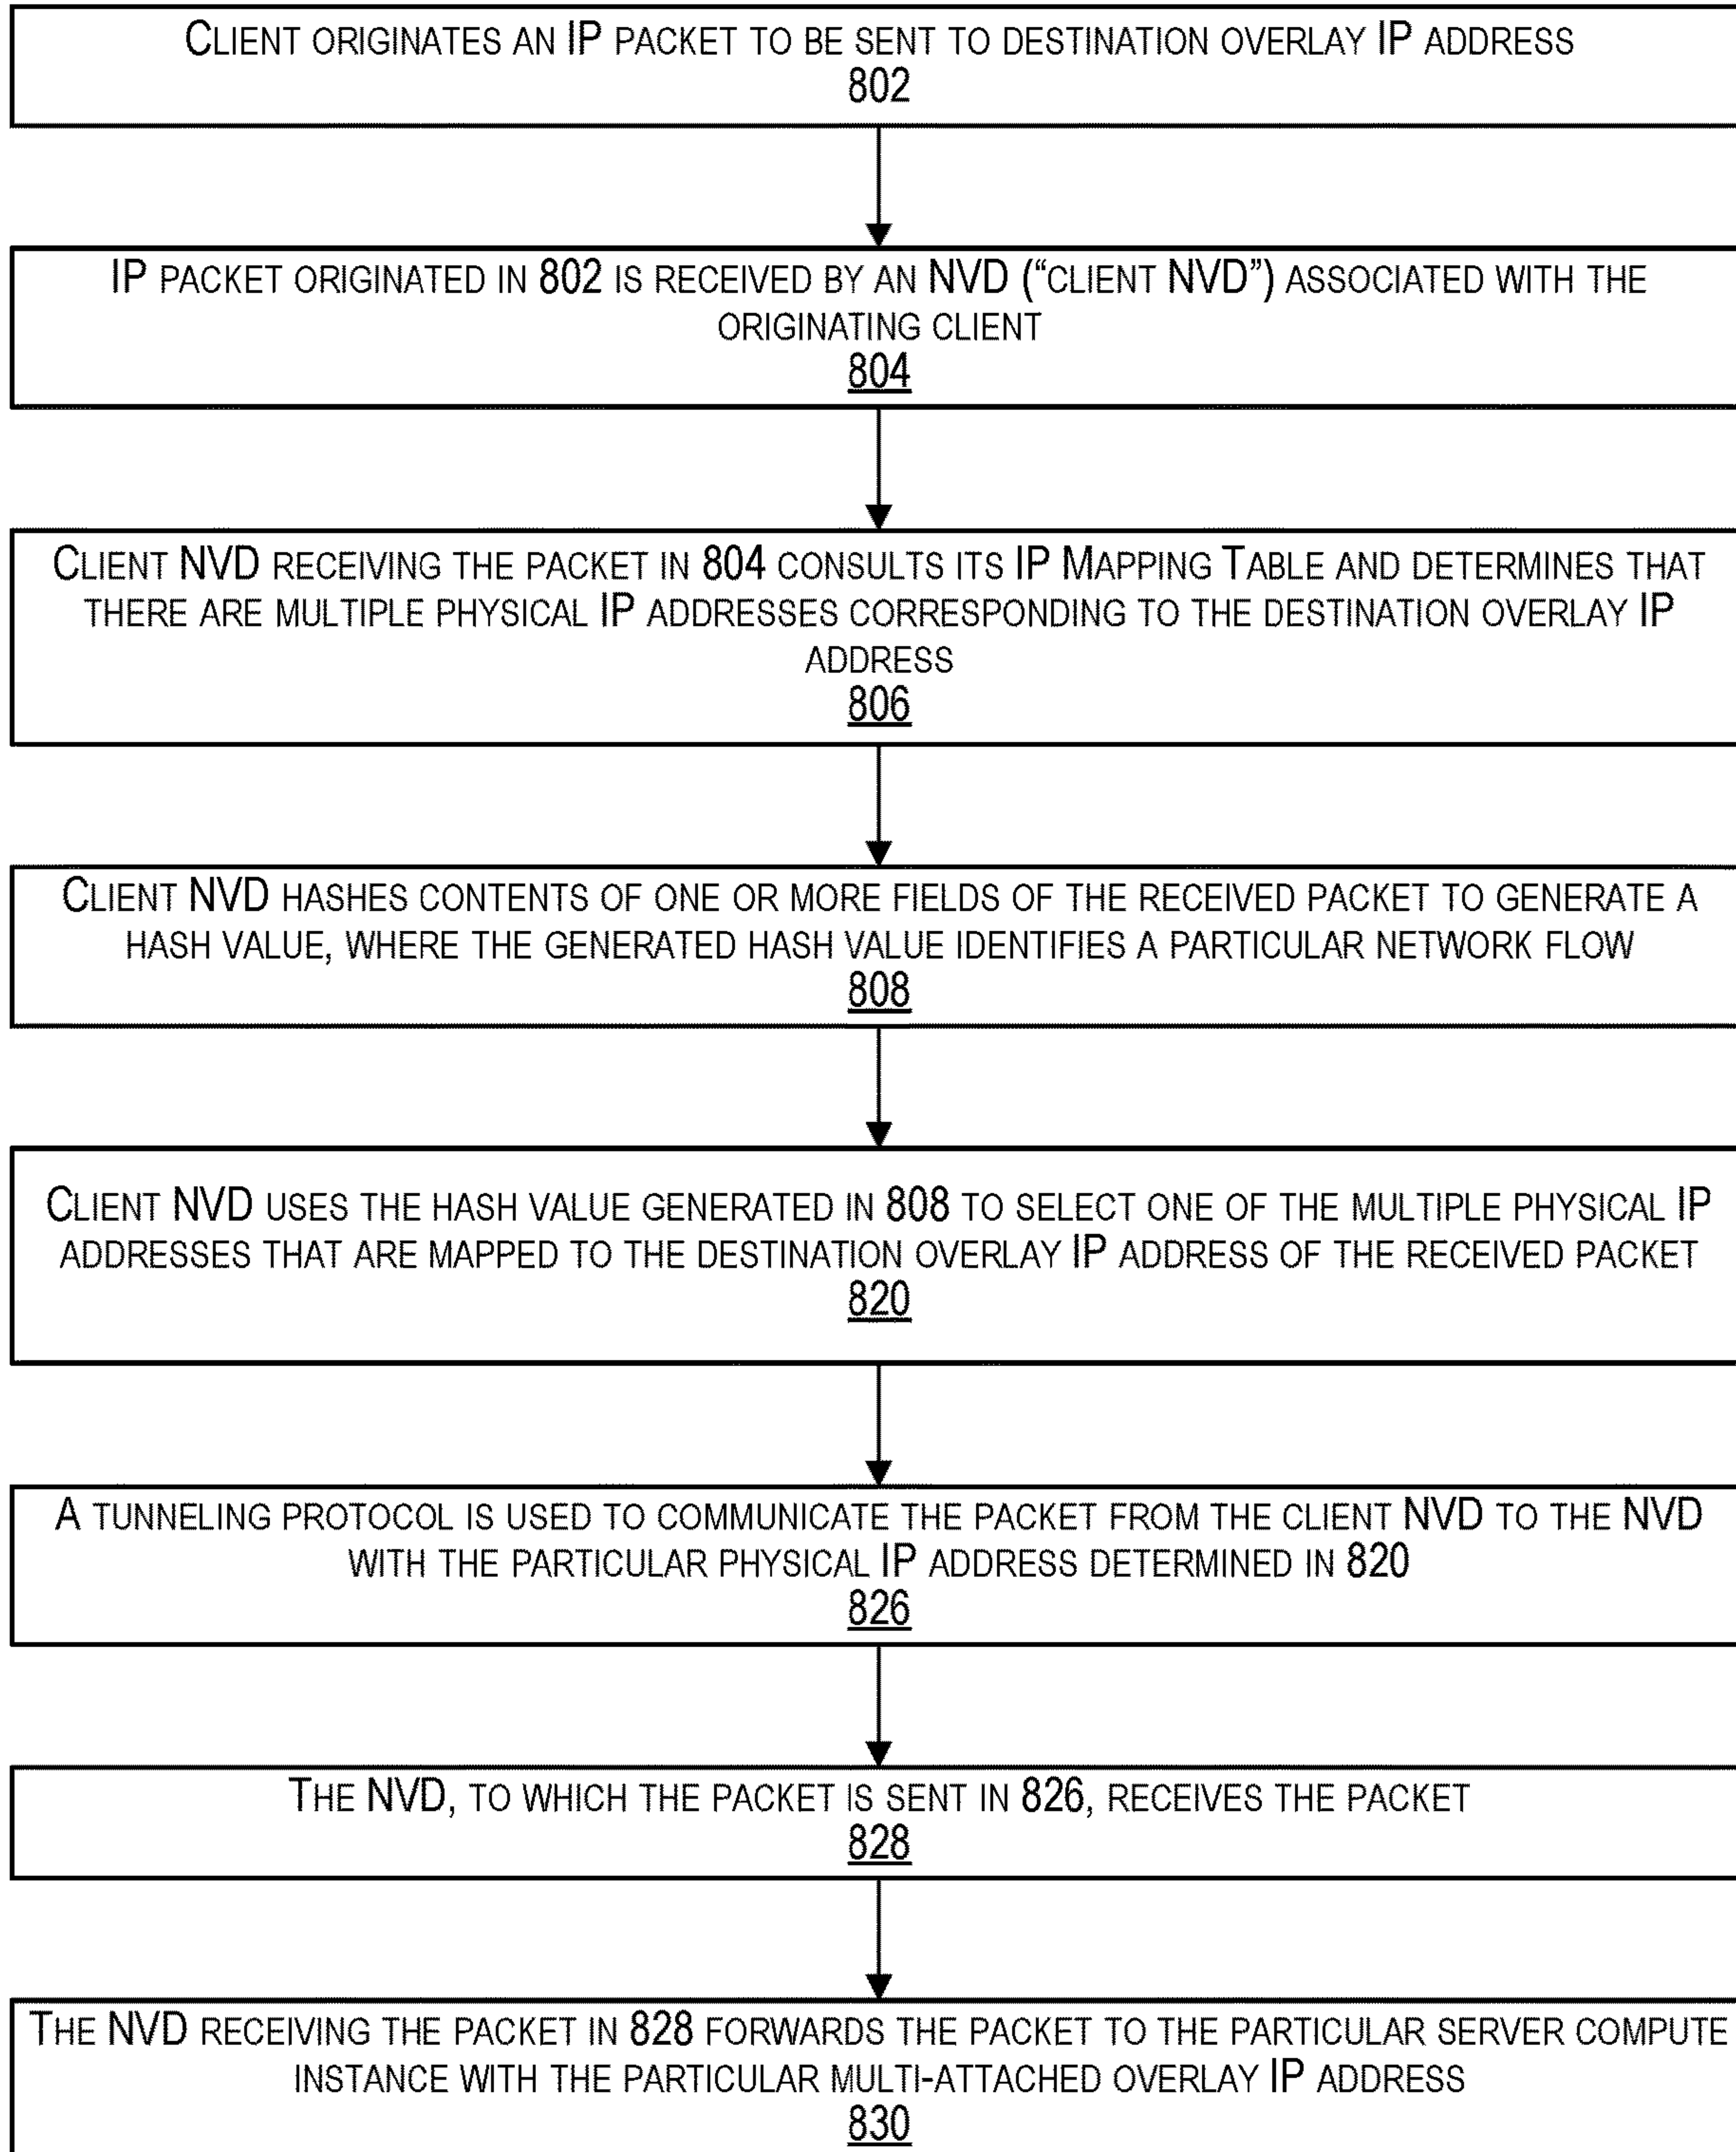 Client originates an IP packet to be sent to destination overlay IP address
802
IP packet originated in 802 is received by an NVD (“client NVD”) associated with the
originating client
804
Client NVD receiving the packet in 804 consults its IP Mapping Table and determines that
there are multiple physical IP addresses corresponding to the destination overlay IP
address
806
Client NVD hashes contents of one or more fields of the received packet to generate a
hash value, where the generated hash value identifies a particular network flow
808
Client NVD uses the hash value generated in 808 to select one of the multiple physical IP
addresses that are mapped to the destination overlay IP address of the received packet
820
A tunneling protocol is used to communicate the packet from the client NVD to the NVD
with the particular physical IP address determined in 820
826
The NVD, to which the packet is sent in 826, receives the packet
828
The NVD receiving the packet in 828 forwards the packet to the particular server compute
instance with the particular multi-attached overlay IP address
830